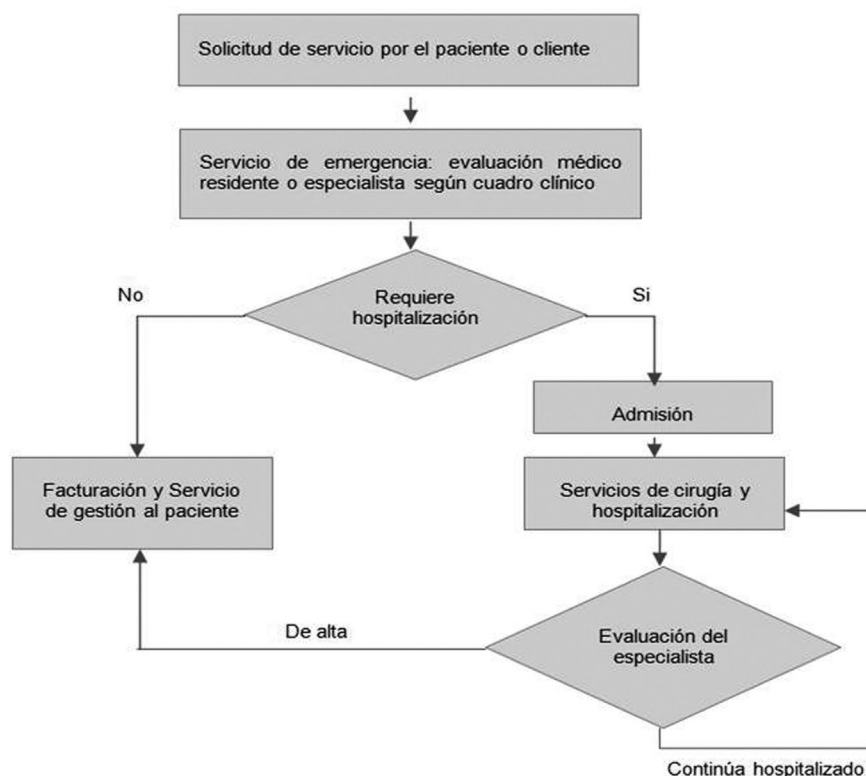 Solicitud de servicio por el paciente o cliente
Servicio de emergencia: evaluación médico
residente o especialista según cuadro clínico
Requiere
hospitalización
No
Si
Admisión
Facturación y Servicio
de gestión al paciente
Servicios de cirugía y
hospitalización
De alta
Evaluación del
especialista
Continúa hospitalizado